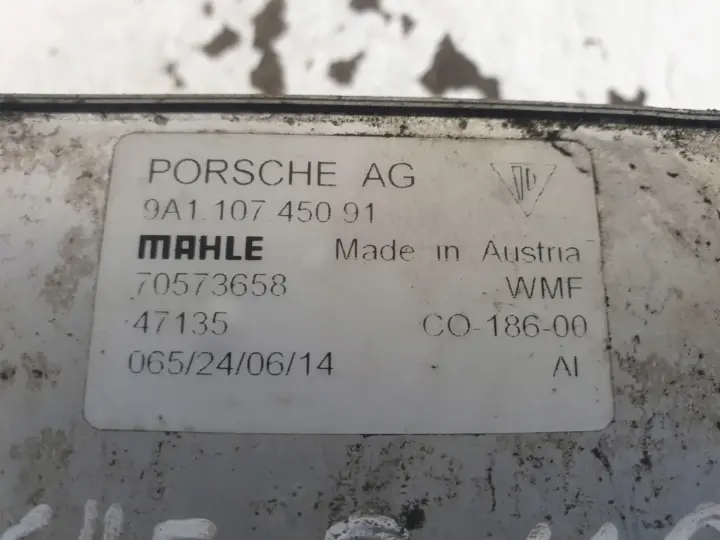 PORSCHE AG
9A1.107 450 91
MAHLE Made in Austria
70573658 WMF
47135 CO-186-00
065/24/06/14 Al